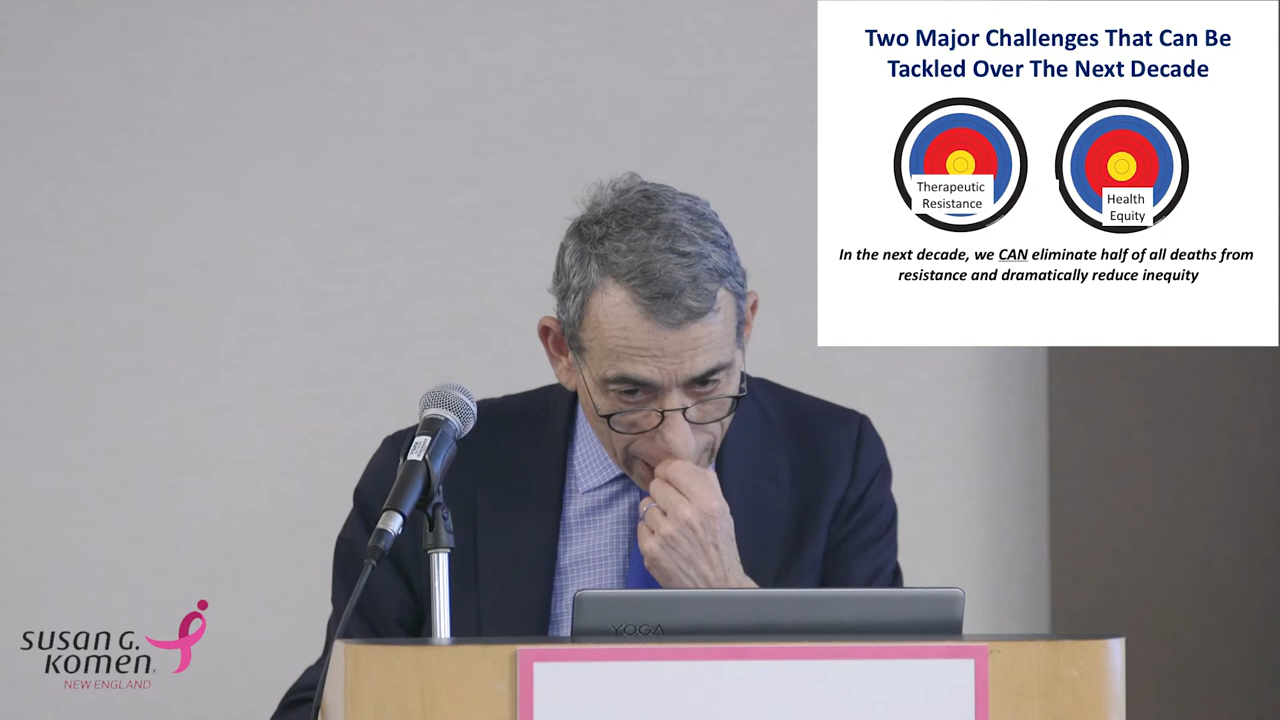 Two Major Challenges That Can Be
Tackled Over The Next Decade
Therapeutic
Resistance
Health
Equity
In the next decade, we CAN eliminate half of all deaths from
resistance and dramatically reduce inequity
susan G.
komen
NEW ENGLAND
YOGA